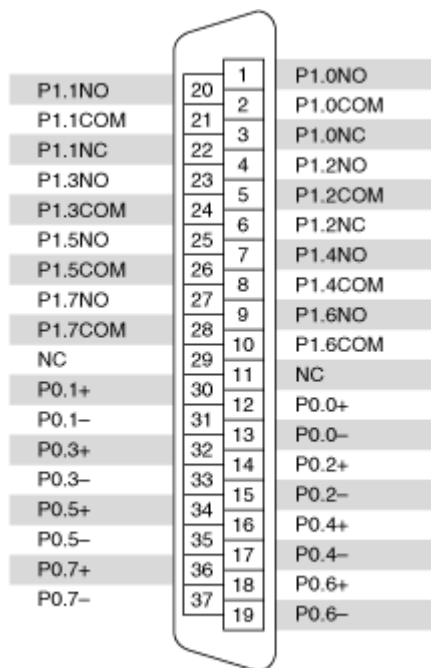 1 P1.0NO
P1.1NO 20
2 P1.0COM
P1.1COM 21
3 P1.0NC
P1.1NC 22
4 P1.2NO
P1.3NO 23
5 P1.2COM
P1.3COM 24
6 P1.2NC
P1.5NO 25
7 P1.4NO
P1.5COM 26
8 P1.4COM
P1.7NO 27
9 P1.6NO
P1.7COM 28
10 P1.6COM
NC 29
11 NC
P0.1+ 30
12 P0.0+
P0.1– 31
13 P0.0–
P0.3+ 32
14 P0.2+
P0.3– 33
15 P0.2–
P0.5+ 34
16 P0.4+
P0.5– 35
17 P0.4–
P0.7+ 36
18 P0.6+
P0.7– 37
19 P0.6–